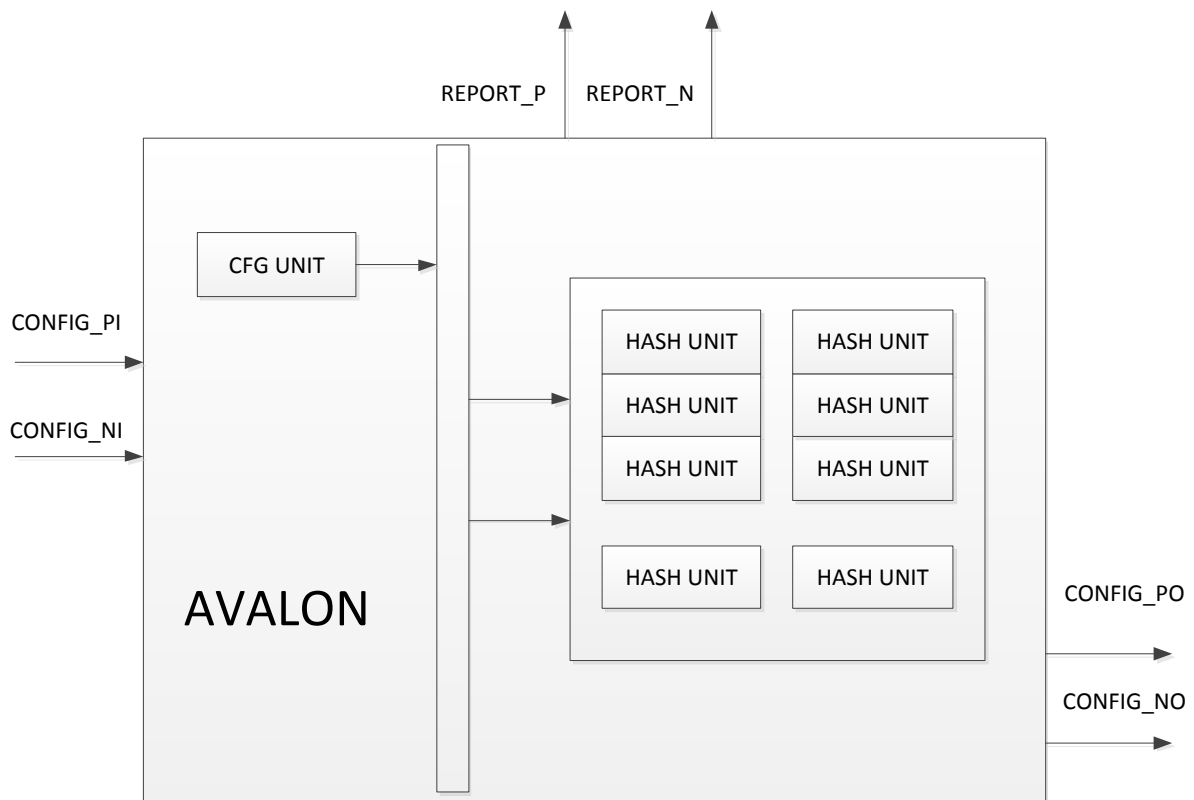 REPORT_P REPORT_N
CFG UNIT
CONFIG_PI
HASH UNIT HASH UNIT
HASH UNIT HASH UNIT
CONFIG_NI
HASH UNIT HASH UNIT
HASH UNIT HASH UNIT
AVALON
CONFIG_PO
CONFIG_NO